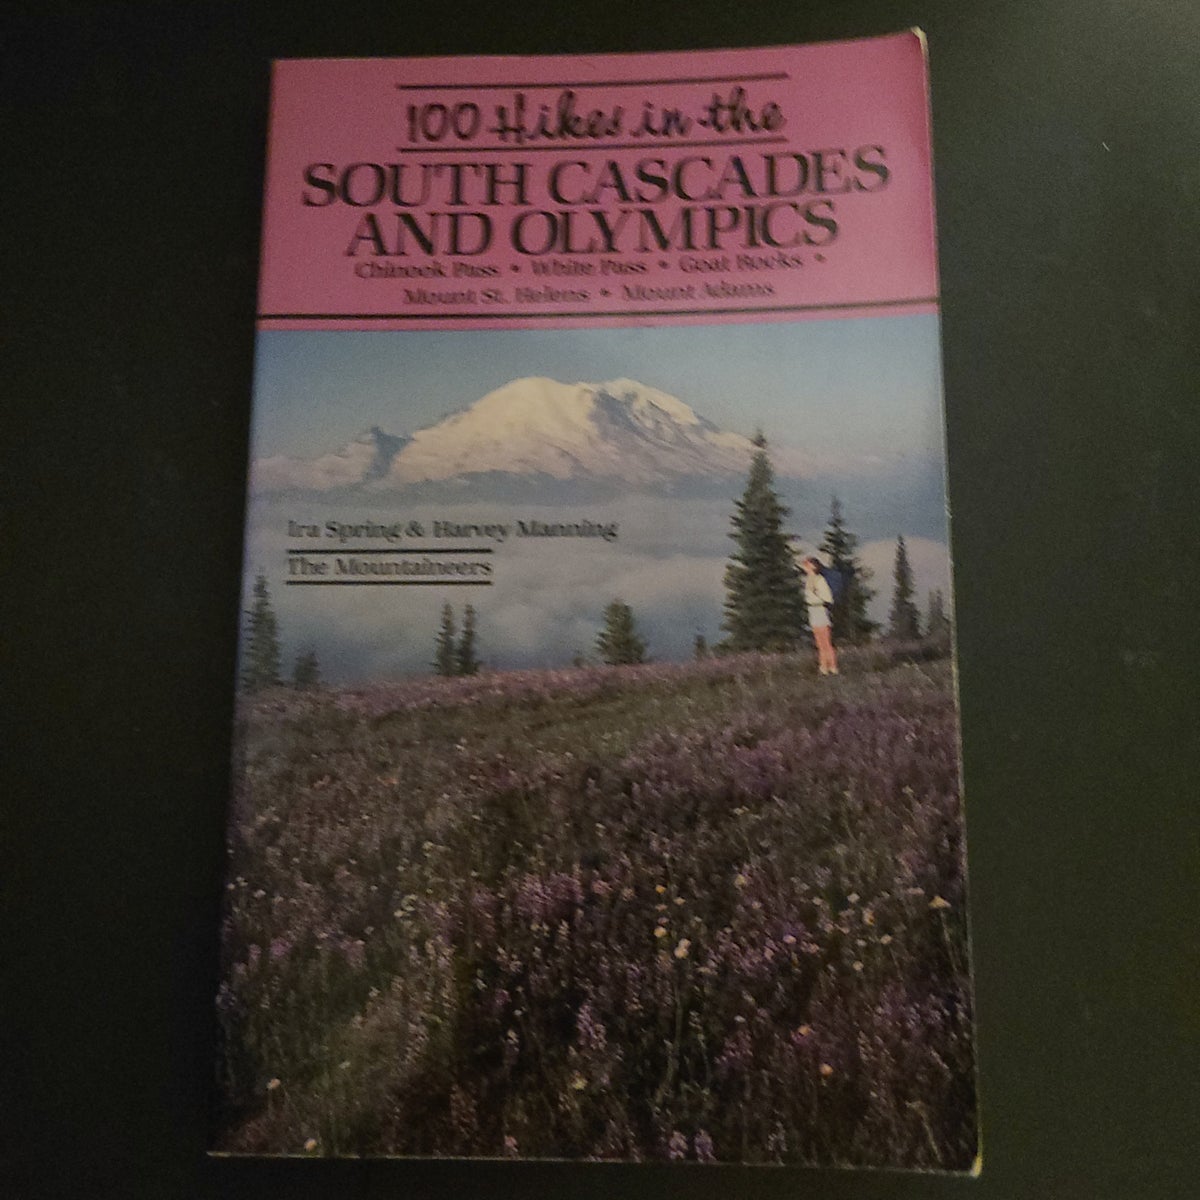 100 Hikes in the
SOUTH CASCADES
AND OLYMPICS
Chinook Pass • White Pass • Goat Rocks •
Mount St. Helens • Mount Adams
Ira Spring & Harvey Manning
The Mountaineers